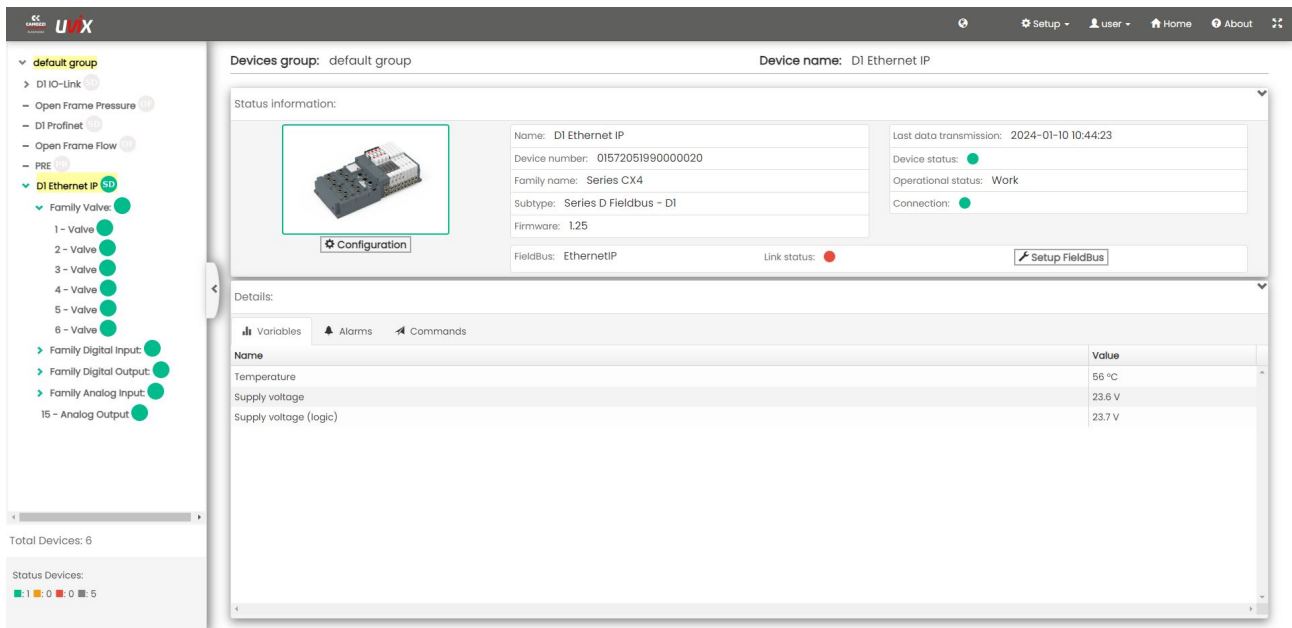 CAMOZZI
UVIX
Setup
user
Home
About
default group
D1 IO-Link SD
Open Frame Pressure OF
D1 Profinet SD
Open Frame Flow OF
PRE PR
D1 Ethernet IP SD
Family Valve:
1 - Valve
2 - Valve
3 - Valve
4 - Valve
5 - Valve
6 - Valve
Family Digital Input:
Family Digital Output:
Family Analog Input:
15 - Analog Output
Total Devices: 6
Status Devices:
: 1 : 0 : 0 : 5
Devices group: default group
Device name: D1 Ethernet IP
Status information:
Configuration
Name: D1 Ethernet IP
Device number: 01572051990000020
Family name: Series CX4
Subtype: Series D Fieldbus - D1
Firmware: 1.25
Last data transmission: 2024-01-10 10:44:23
Device status:
Operational status: Work
Connection:
FieldBus: EthernetIP
Link status:
Setup FieldBus
Details:
Variables Alarms Commands
Name Value
Temperature 56 °C
Supply voltage 23.6 V
Supply voltage (logic) 23.7 V